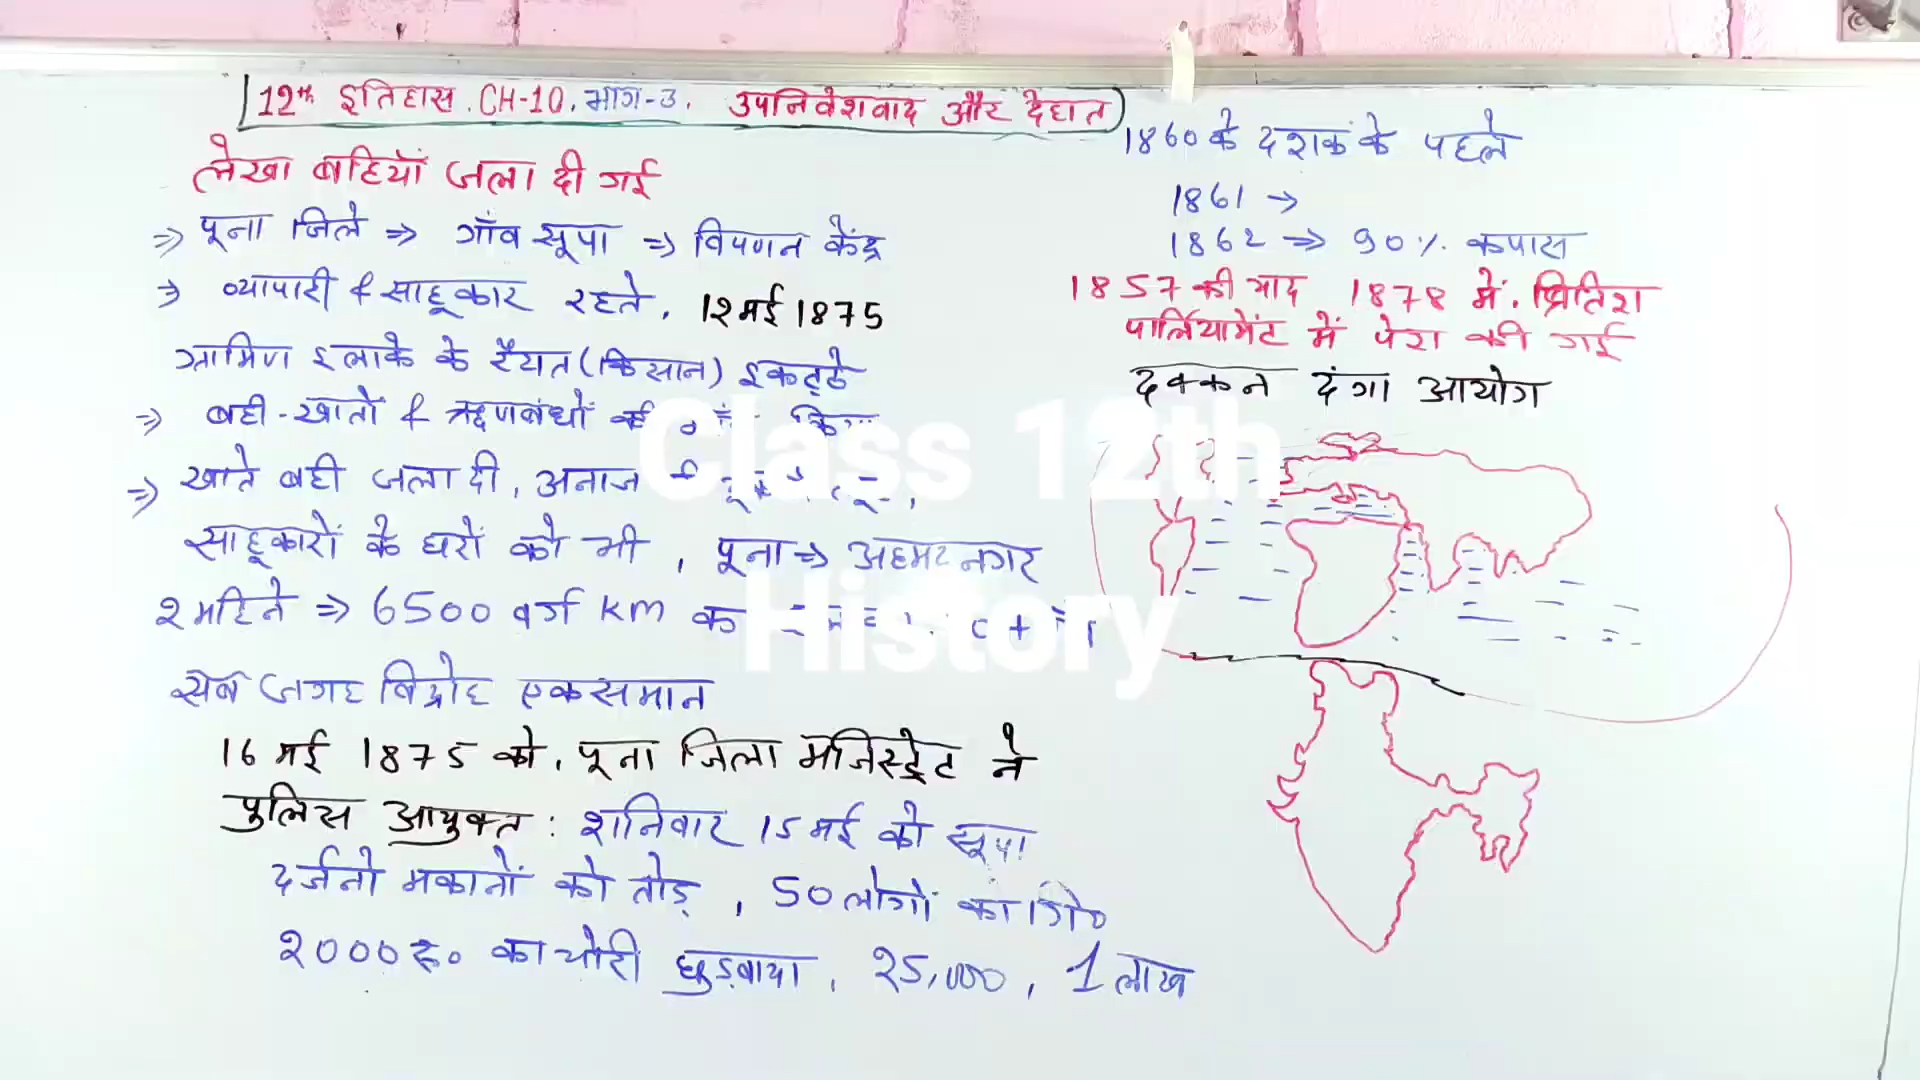 12th इतिहास. CH-10. भाग-3. उपनिवेशवाद और देहात
लेखा बहियाँ जला दी गई
⇒ पूना जिले ⇒ गाँव सूपा ⇒ विपणन केंद्र
⇒ व्यापारी & साहूकार रहते. 12 मई 1875
ग्रामिण इलाके के रैयत (किसान) इकट्ठे
⇒ बही-खातों & ऋणबंधों की
⇒ खाते बही जला दी, अनाज
साहूकारों के घरों को भी, पूना → अहमदनगर
2 महिने ⇒ 6500 वर्ग km का
सब जगह विद्रोह एकसमान
16 मई 1875 को, पूना जिला मजिस्ट्रेट ने
पुलिस आयुक्त : शनिवार 15 मई को सूपा
दर्जनो मकानों को तोड़, 50 लोगों का गि०
2000 रु० का चोरी छुड़वाया, 25,000, 1 लाख
1860 के दशक के पहले
1861 →
1862 ⇒ 90% कपास
1857 की याद 1878 में. ब्रितिश
पार्लियामेंट में पेश की गई
दक्कन दंगा आयोग
Class 12th
History